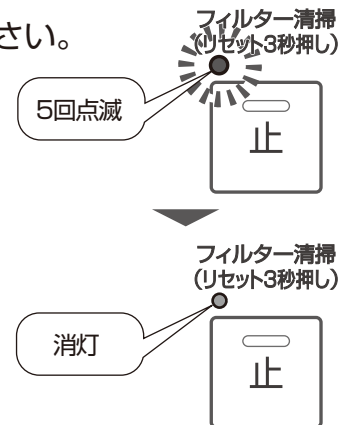 さい。
フィルター清掃
(リセット3秒押し)
5回点滅
止
フィルター清掃
(リセット3秒押し)
消灯
止